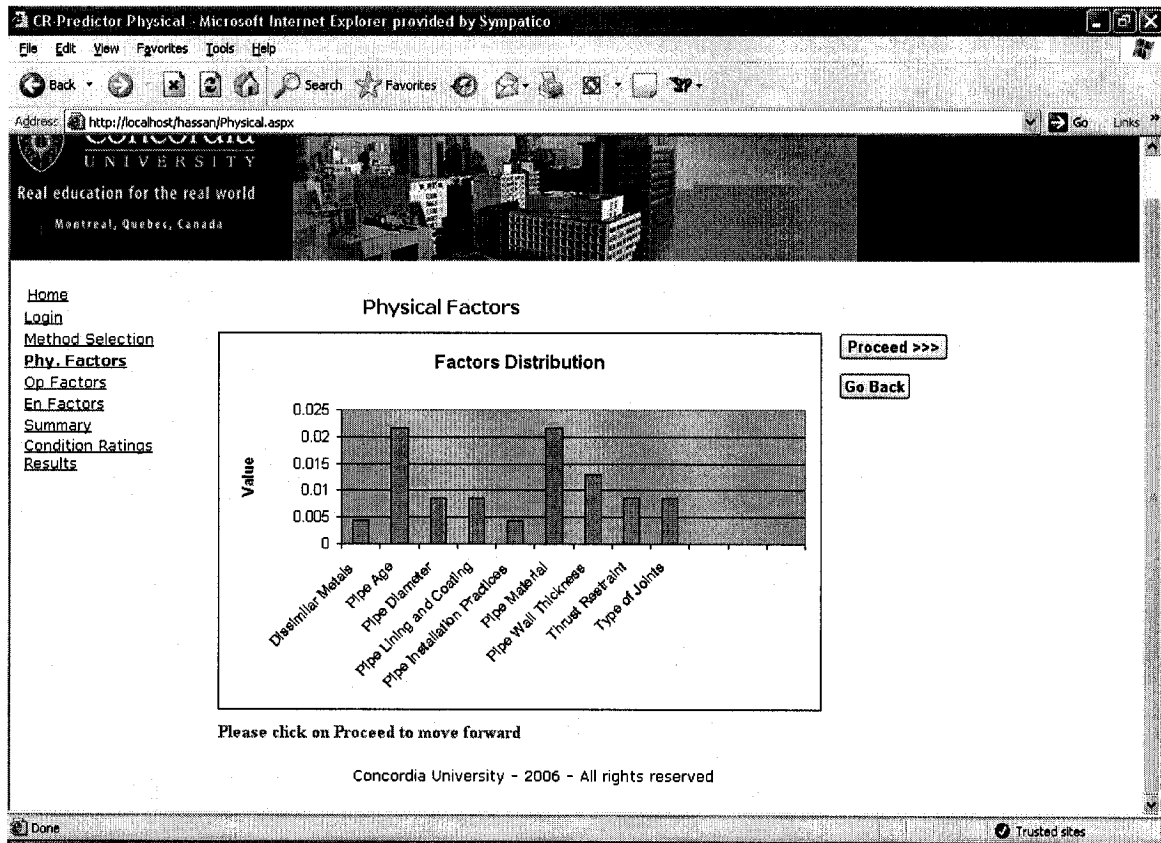 CR-Predictor Physical - Microsoft Internet Explorer provided by Sympatico
File Edit View Favorites Tools Help
Back Search Favorites
Address http://localhost/hassan/Physical.aspx Go Links »
Concordia
UNIVERSITY
Real education for the real world
Montreal, Quebec, Canada
Home
Login
Method Selection
Phy. Factors
Op Factors
En Factors
Summary
Condition Ratings
Results
Physical Factors
Factors Distribution
Value
0.025
0.02
0.015
0.01
0.005
0
Dissimilar Metals
Pipe Age
Pipe Diameter
Pipe Lining and Coating
Pipe Installation Practices
Pipe Material
Pipe Wall Thickness
Thrust Restraint
Type of Joints
Proceed >>>
Go Back
Please click on Proceed to move forward
Concordia University - 2006 - All rights reserved
Done
Trusted sites